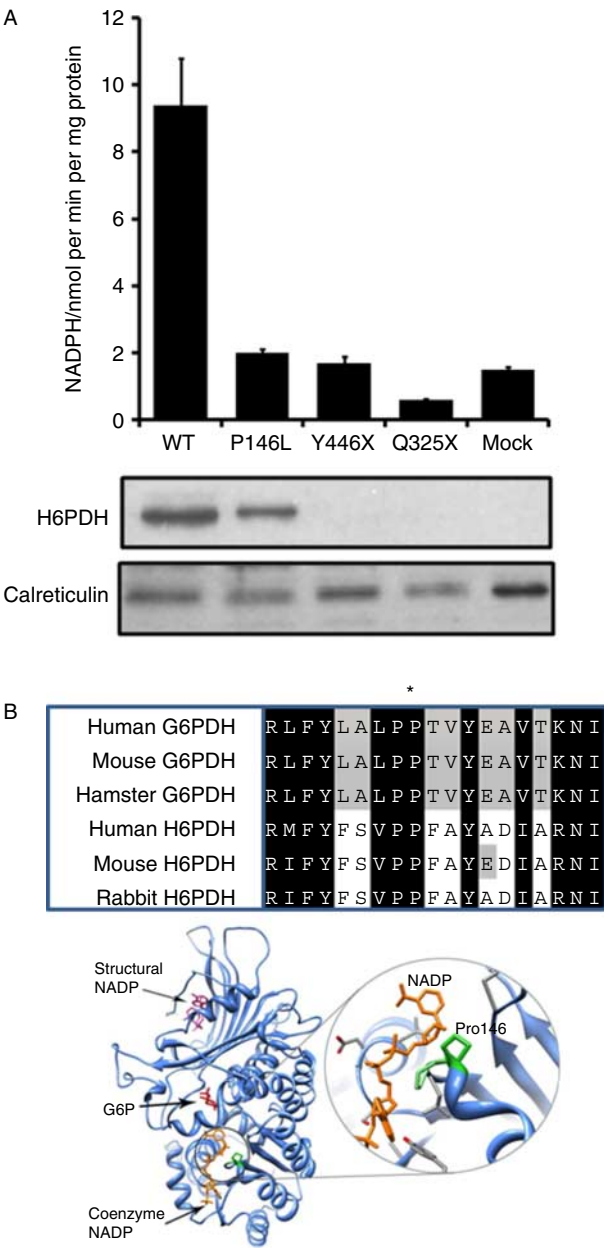 A
12
10
8
6
4
2
0
NADPH/nmol per min per mg protein
WT P146L Y446X Q325X Mock
H6PDH
Calreticulin
*
B
Human G6PDH RLFYLALPPTVYEAVTKNI
Mouse G6PDH RLFYLALPPTVYEAVTKNI
Hamster G6PDH RLFYLALPPTVYEAVTKNI
Human H6PDH RMFYFSVPPFAYADIARNI
Mouse H6PDH RIFYFSVPPFAYEDIARNI
Rabbit H6PDH RIFYFSVPPFAYADIARNI
Structural
NADP
NADP
Pro146
G6P
Coenzyme
NADP